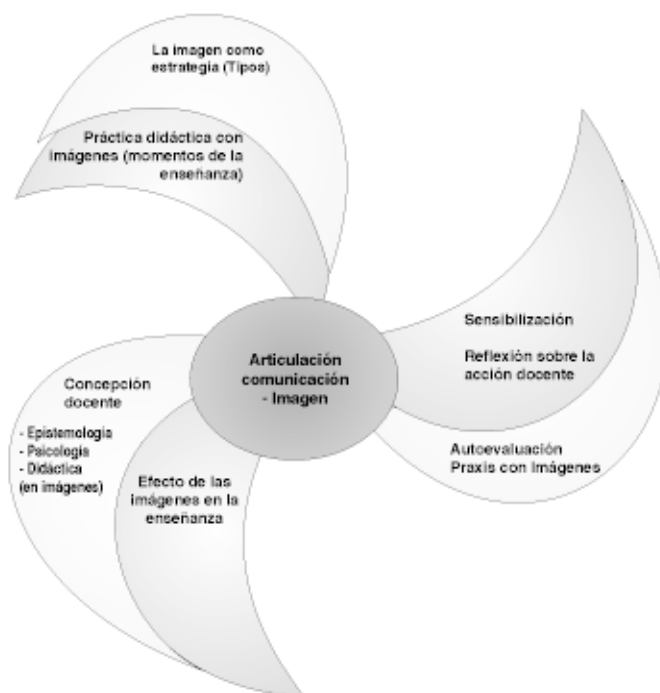 La imagen como
estrategia (Tipos)
Práctica didáctica con
imágenes (momentos de la
enseñanza)
Sensibilización
Reflexión sobre la
acción docente
Autoevaluación
Praxis con Imágenes
Articulación
comunicación
- Imagen
Concepción
docente
- Epistemología
- Psicología
- Didáctica
(en imágenes)
Efecto de las
imágenes en la
enseñanza